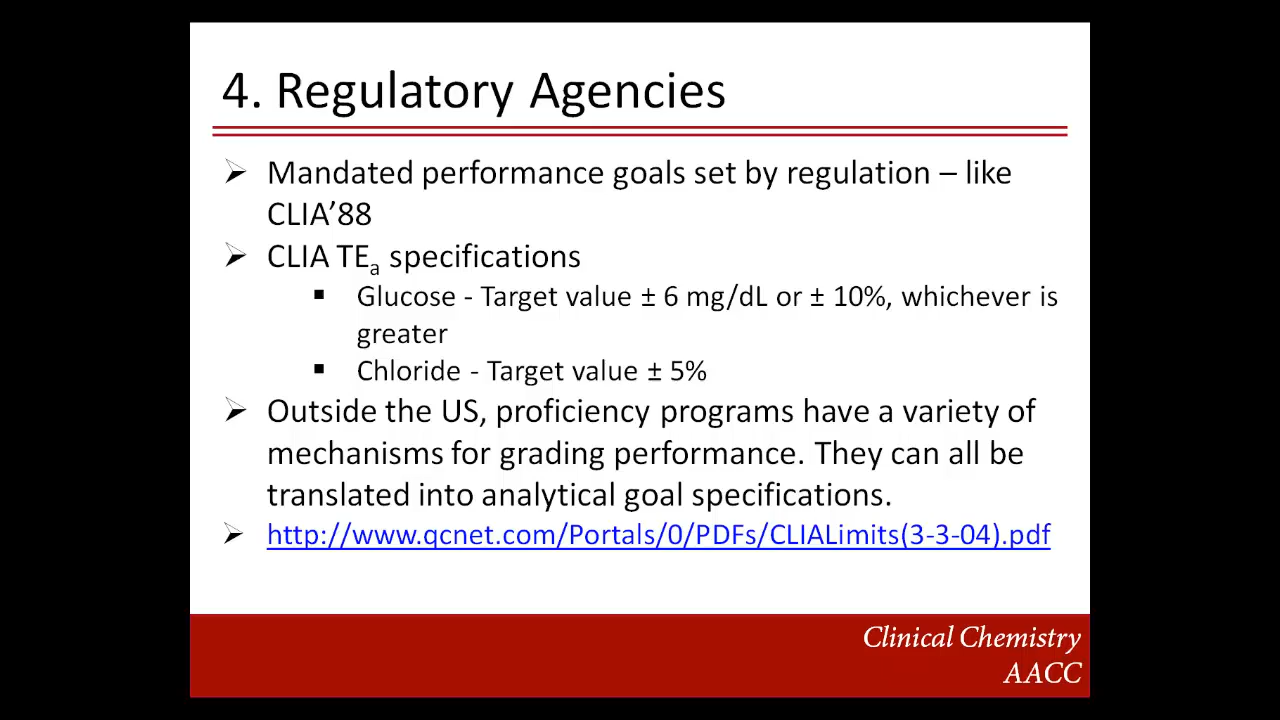 4. Regulatory Agencies
➢ Mandated performance goals set by regulation – like
CLIA’88
➢ CLIA TEa specifications
▪ Glucose - Target value ± 6 mg/dL or ± 10%, whichever is
greater
▪ Chloride - Target value ± 5%
➢ Outside the US, proficiency programs have a variety of
mechanisms for grading performance. They can all be
translated into analytical goal specifications.
➢ http://www.qcnet.com/Portals/0/PDFs/CLIALimits(3-3-04).pdf
Clinical Chemistry
AACC